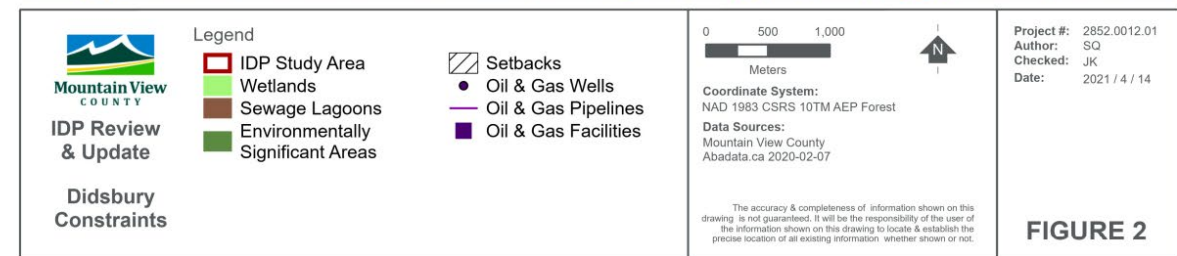 Mountain View
COUNTY
IDP Review
& Update
Didsbury
Constraints
Legend
IDP Study Area
Wetlands
Sewage Lagoons
Environmentally
Significant Areas
Setbacks
Oil & Gas Wells
Oil & Gas Pipelines
Oil & Gas Facilities
0 500 1,000
Meters
N
Coordinate System:
NAD 1983 CSRS 10TM AEP Forest
Data Sources:
Mountain View County
Abadata.ca 2020-02-07
The accuracy & completeness of information shown on this
drawing is not guaranteed. It will be the responsibility of the user of
the information shown on this drawing to locate & establish the
precise location of all existing information whether shown or not.
Project #: 2852.0012.01
Author: SQ
Checked: JK
Date: 2021 / 4 / 14
FIGURE 2